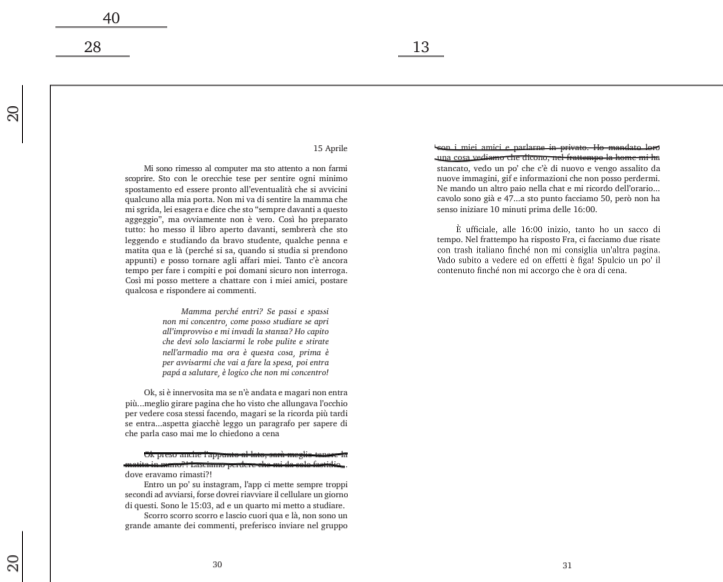 40
28
13
20
20
15 Aprile
Mi sono rimesso al computer ma sto attento a non farmi
scoprire. Sto con le orecchie tese per sentire ogni minimo
spostamento ed essere pronto all'eventualità che si avvicini
qualcuno alla mia porta. Non mi va di sentire la mamma che
mi sgrida, lei esagera e dice che sto "sempre davanti a questo
aggeggio", ma ovviamente non è vero. Così ho preparato
tutto: ho messo il libro aperto davanti, sembrerà che sto
leggendo e studiando da bravo studente, qualche penna e
matita qua e là (perché si sa, quando si studia si prendono
appunti) e posso tornare agli affari miei. Tanto c'è ancora
tempo per fare i compiti e poi domani sicuro non interroga.
Così mi posso mettere a chattare con i miei amici, postare
qualcosa e rispondere ai commenti.
Mamma perché entri? Se passi e spassi
non mi concentro, come posso studiare se apri
all'improvviso e mi invadi la stanza? Ho capito
che devi solo lasciarmi le robe pulite e stirate
nell'armadio ma ora è questa cosa, prima è
per avvisarmi che vai a fare la spesa, poi entra
papá a salutare, è logico che non mi concentro!
Ok, si è innervosita ma se n'è andata e magari non entra
più...meglio girare pagina che ho visto che allungava l'occhio
per vedere cosa stessi facendo, magari se la ricorda più tardi
se entra...aspetta giacchè leggo un paragrafo per sapere di
che parla caso mai me lo chiedono a cena
Ok preso anche l'appunto al lato, sarà meglio tenere la
matita in mano?! Lasciamo perdere che mi da solo fastidio...
dove eravamo rimasti?!
Entro un po' su instagram, l'app ci mette sempre troppi
secondi ad avviarsi, forse dovrei riavviare il cellulare un giorno
di questi. Sono le 15:03, ad e un quarto mi metto a studiare.
Scorro scorro scorro e lascio cuori qua e là, non sono un
grande amante dei commenti, preferisco inviare nel gruppo
30
con i miei amici e parlarne in privato. Ho mandato loro
una cosa vediamo che dicono, nel frattempo la home mi ha
stancato, vedo un po' che c'è di nuovo e vengo assalito da
nuove immagini, gif e informazioni che non posso perdermi.
Ne mando un altro paio nella chat e mi ricordo dell'orario...
cavolo sono già e 47...a sto punto facciamo 50, però non ha
senso iniziare 10 minuti prima delle 16:00.
È ufficiale, alle 16:00 inizio, tanto ho un sacco di
tempo. Nel frattempo ha risposto Fra, ci facciamo due risate
con trash italiano finché non mi consiglia un'altra pagina.
Vado subito a vedere ed on effetti è figa! Spulcio un po' il
contenuto finché non mi accorgo che è ora di cena.
31